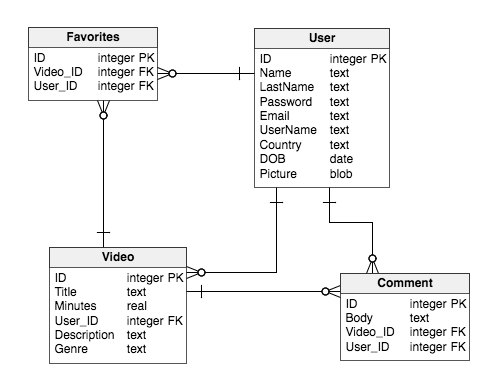 Favorites
ID integer PK
Video_ID integer FK
User_ID integer FK
User
ID integer PK
Name text
LastName text
Password text
Email text
UserName text
Country text
DOB date
Picture blob
Video
ID integer PK
Title text
Minutes real
User_ID integer FK
Description text
Genre text
Comment
ID integer PK
Body text
Video_ID integer FK
User_ID integer FK